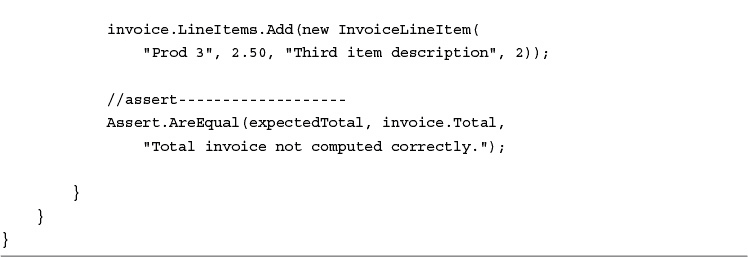 invoice.LineItems.Add(new InvoiceLineItem(
"Prod 3", 2.50, "Third item description", 2));
//assert-------------------
Assert.AreEqual(expectedTotal, invoice.Total,
"Total invoice not computed correctly.");
}
}
}